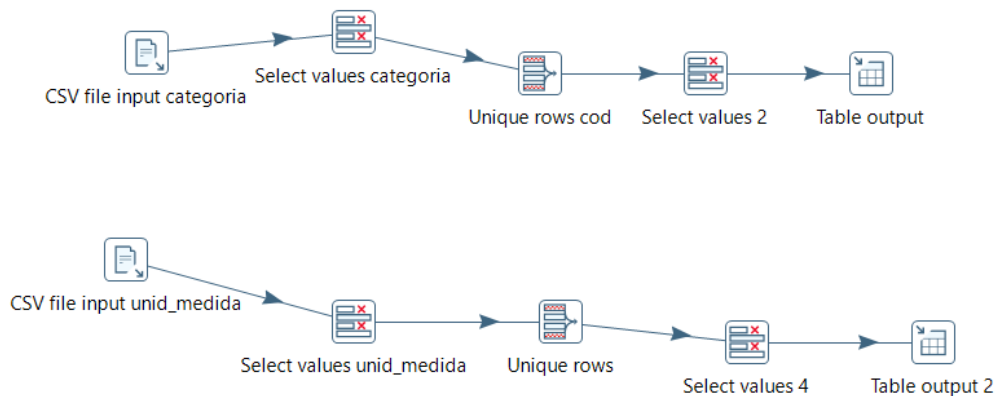 CSV file input categoria
Select values categoria
Unique rows cod
Select values 2
Table output
CSV file input unid_medida
Select values unid_medida
Unique rows
Select values 4
Table output 2